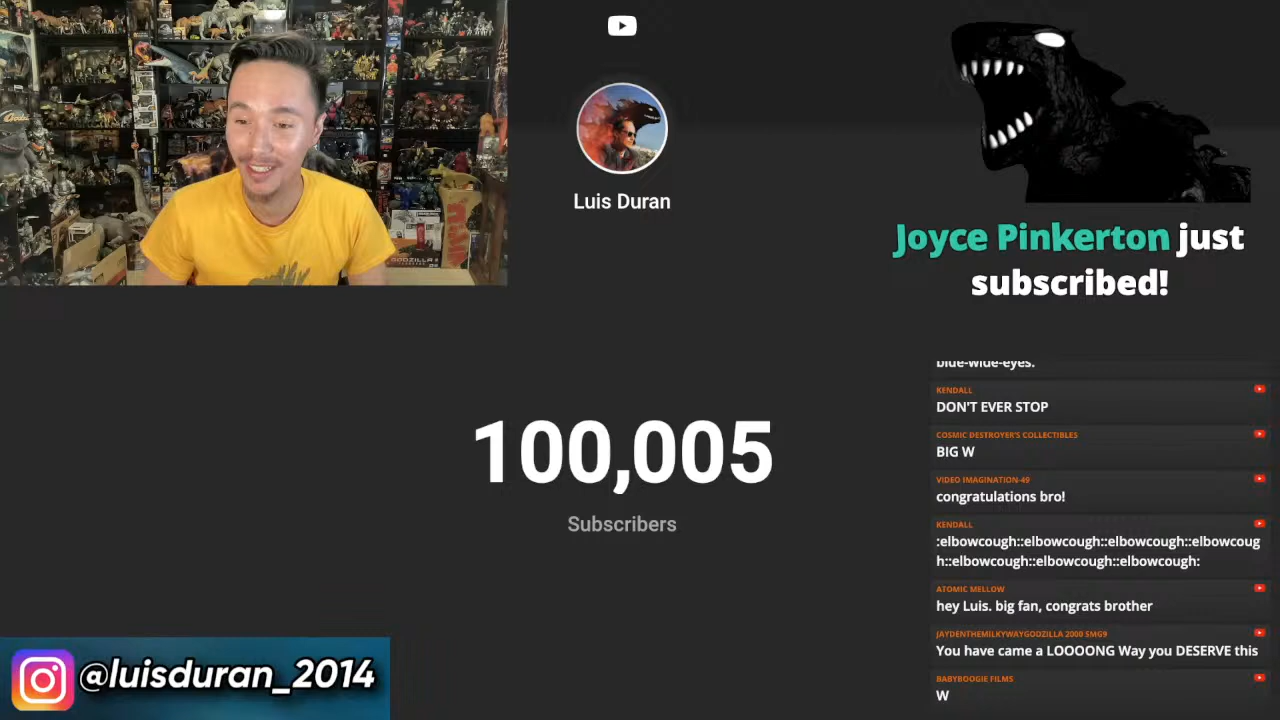 Luis Duran
Joyce Pinkerton just
subscribed!
100,005
Subscribers
blue-wide-eyes.
KENDALL
DON'T EVER STOP
COSMIC DESTROYER'S COLLECTIBLES
BIG W
VIDEO IMAGINATION-49
congratulations bro!
KENDALL
:elbowcough::elbowcough::elbowcough::elbowcoug
h::elbowcough::elbowcough::elbowcough:
ATOMIC MELLOW
hey Luis. big fan, congrats brother
JAYDENTHEMILKYWAYGODZILLA 2000 SMG9
You have came a LOOOONG Way you DESERVE this
BABYBOOGIE FILMS
W
@luisduran_2014
GODZILLA